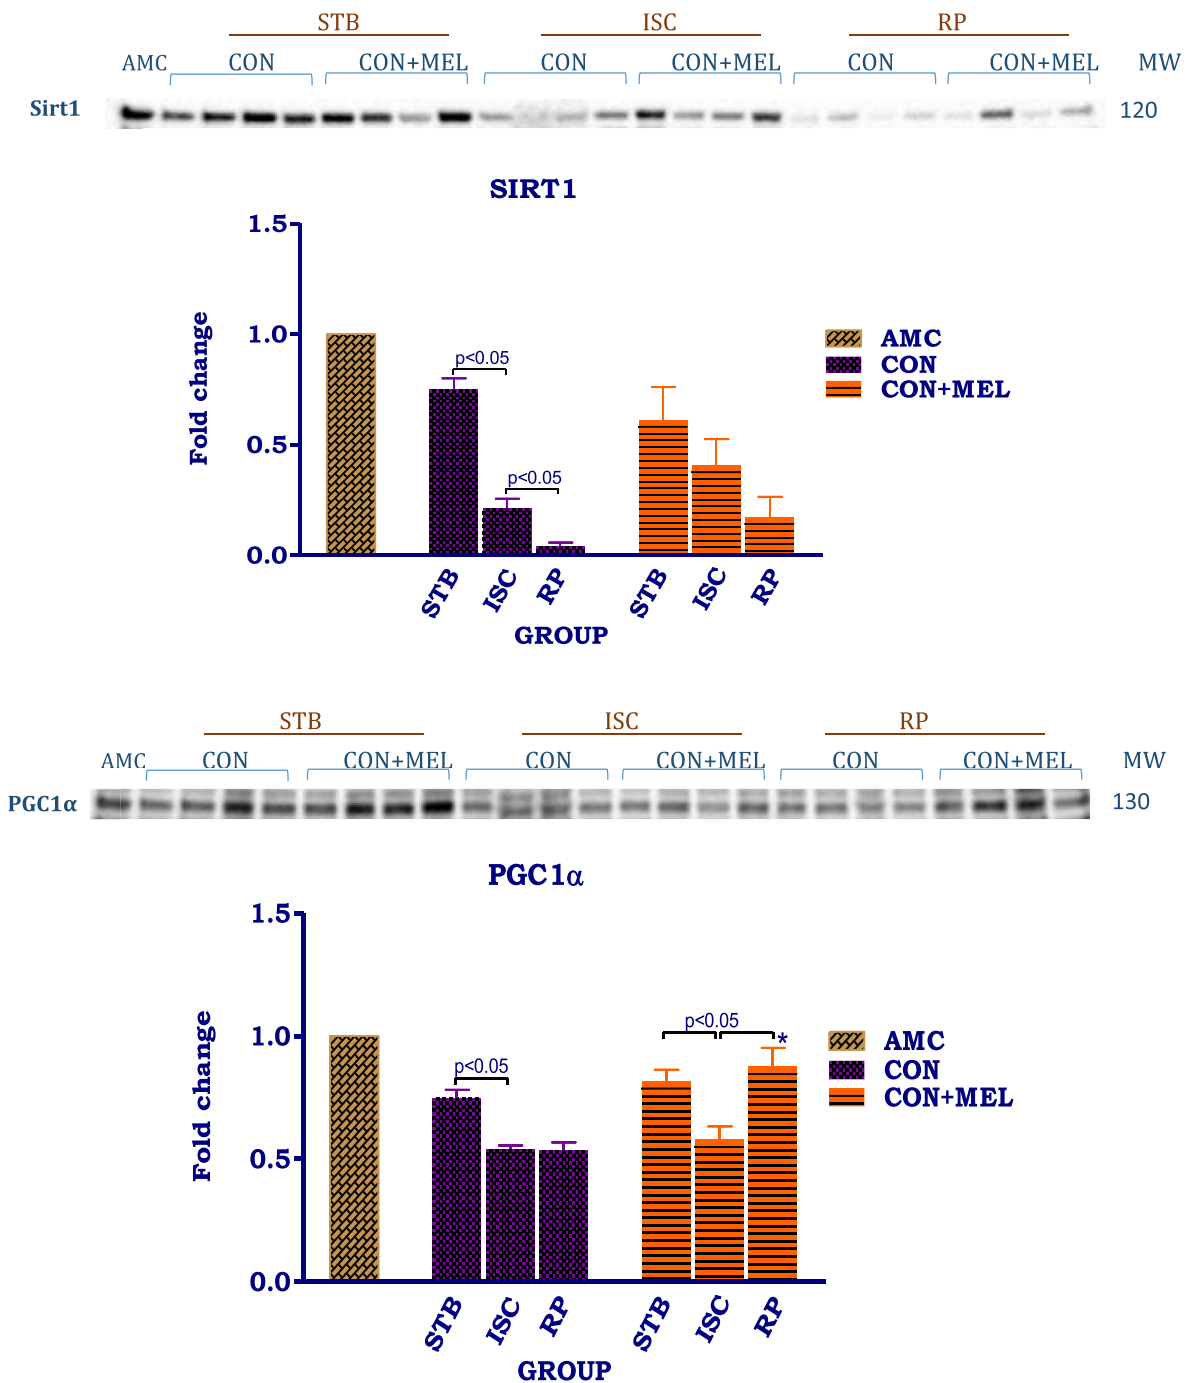 STB ISC RP
AMC CON CON+MEL CON CON+MEL CON CON+MEL MW
Sirt1 120
SIRT1
1.5
1.0
0.5
0.0
Fold change
p<0.05
p<0.05
AMC
CON
CON+MEL
STB ISC RP STB ISC RP
GROUP
STB ISC RP
AMC CON CON+MEL CON CON+MEL CON CON+MEL MW
PGC1α 130
PGC1α
1.5
1.0
0.5
0.0
Fold change
p<0.05
p<0.05
*
AMC
CON
CON+MEL
STB ISC RP STB ISC RP
GROUP